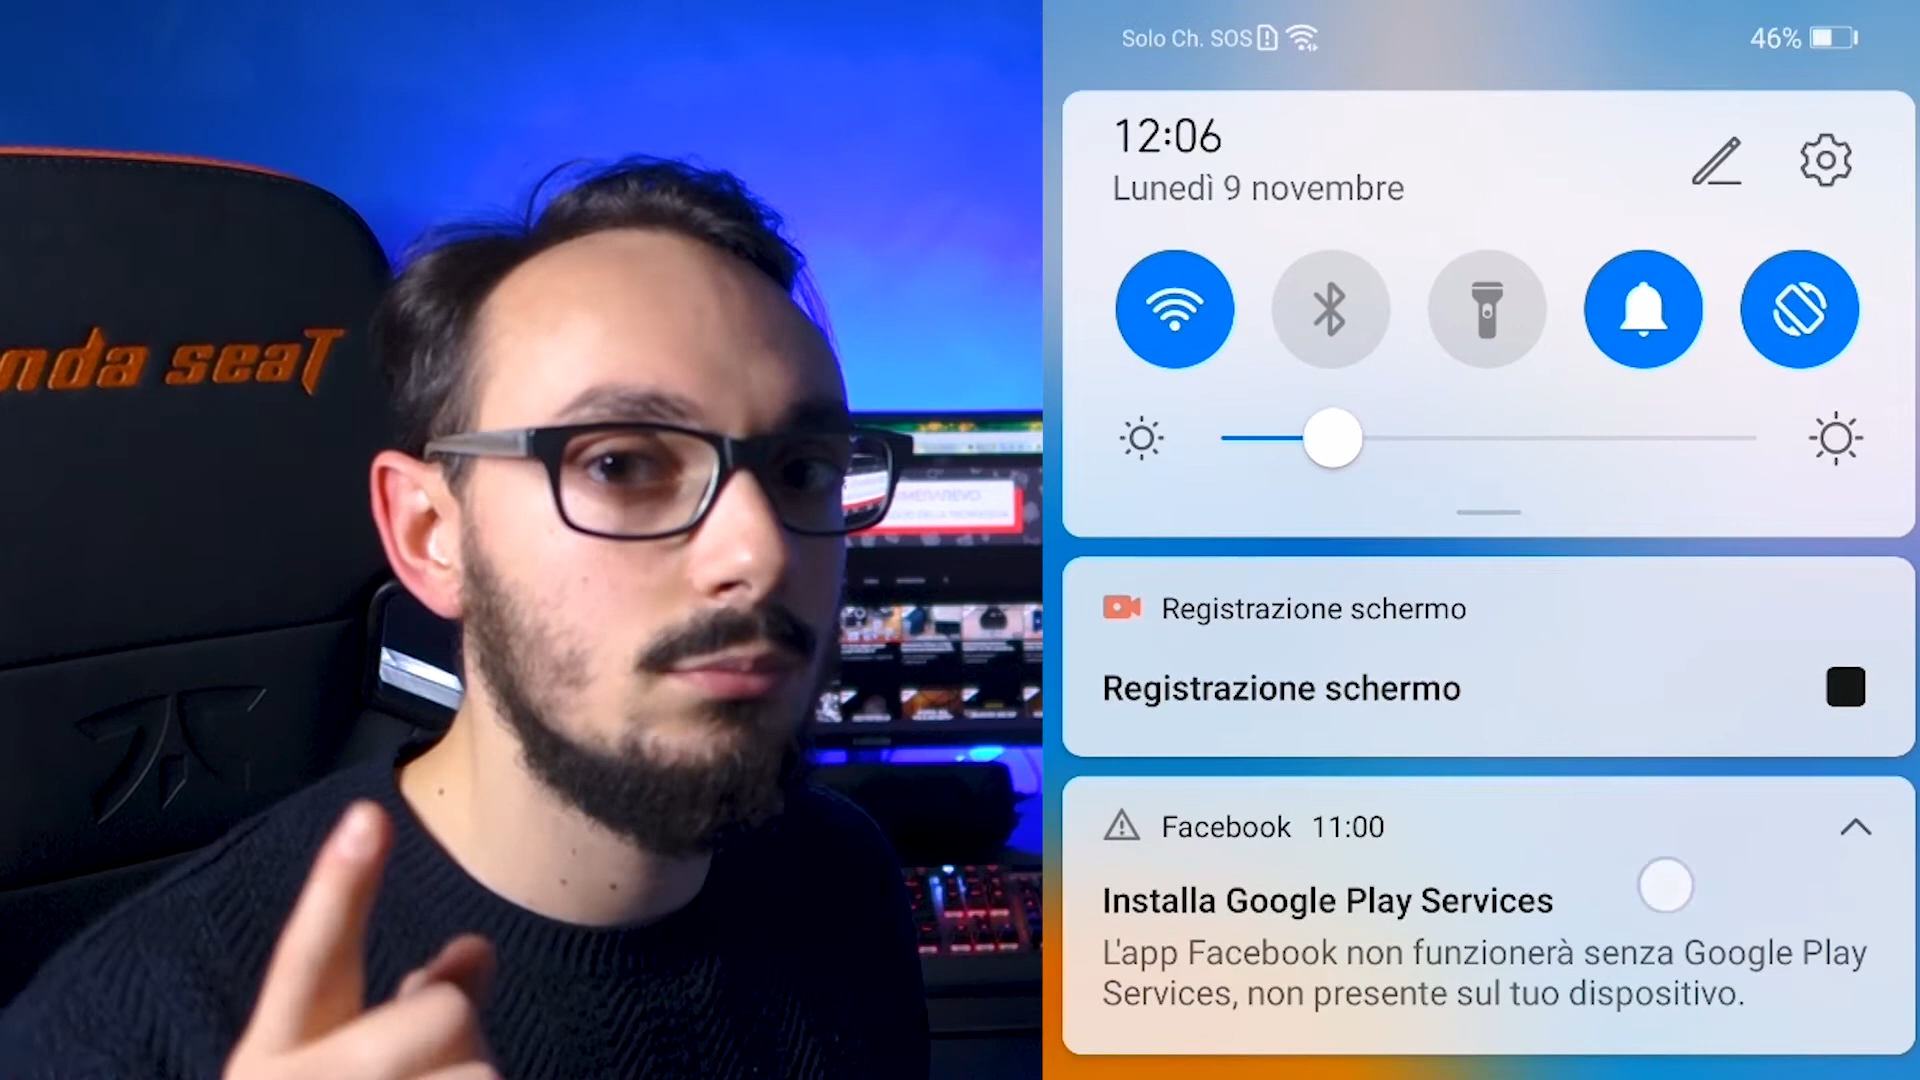 nda seaT
Solo Ch. SOS
46%
12:06
Lunedì 9 novembre
Registrazione schermo
Registrazione schermo
Facebook 11:00
Installa Google Play Services
L'app Facebook non funzionerà senza Google Play
Services, non presente sul tuo dispositivo.